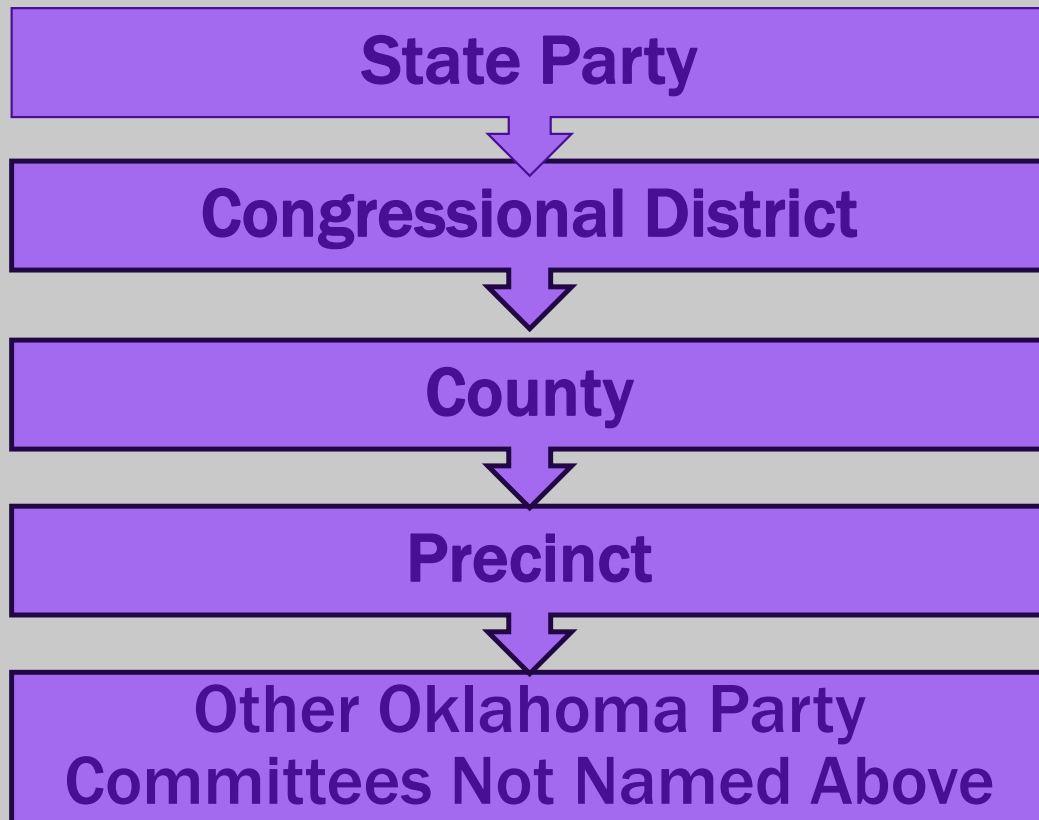 State Party
Congressional District
County
Precinct
Other Oklahoma Party
Committees Not Named Above